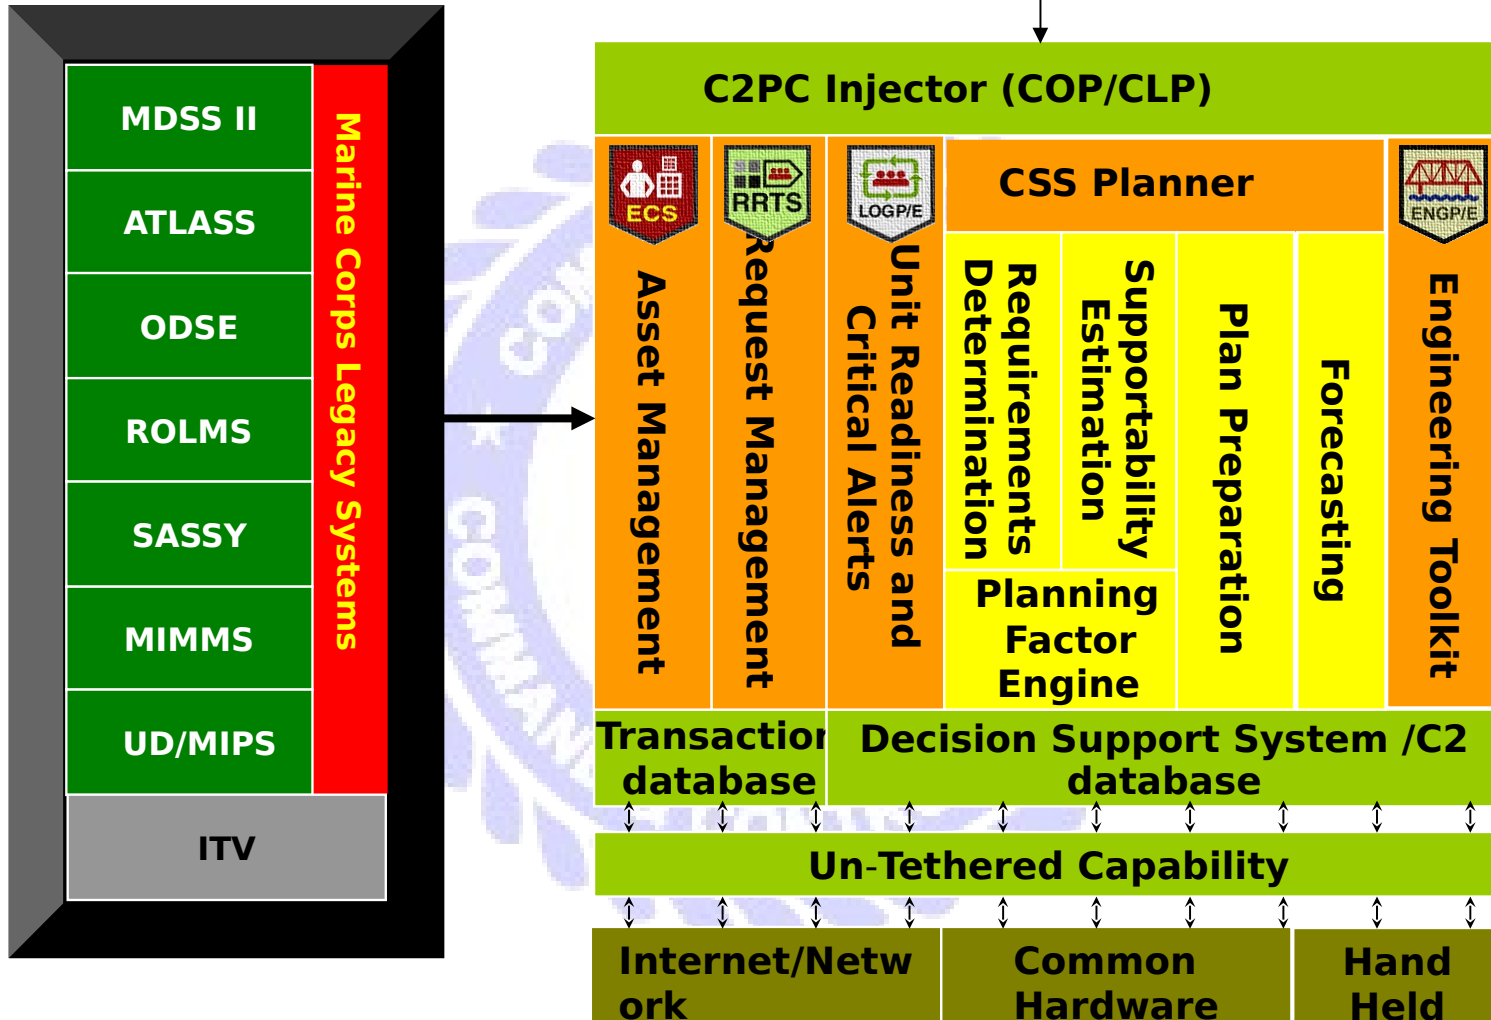 MDSS II
ATLASS
ODSE
ROLMS
SASSY
MIMMS
UD/MIPS
ITV
Marine Corps Legacy Systems
C2PC Injector (COP/CLP)
ECS
RRTS
LOGP/E
CSS Planner
ENGP/E
Asset Management
Request Management
Unit Readiness and
Critical Alerts
Requirements
Determination
Supportability
Estimation
Plan Preparation
Forecasting
Engineering Toolkit
Planning
Factor
Engine
Transaction
database
Decision Support System /C2
database
Un-Tethered Capability
Internet/Netw
ork
Common
Hardware
Hand
Held
COM
COMMAN